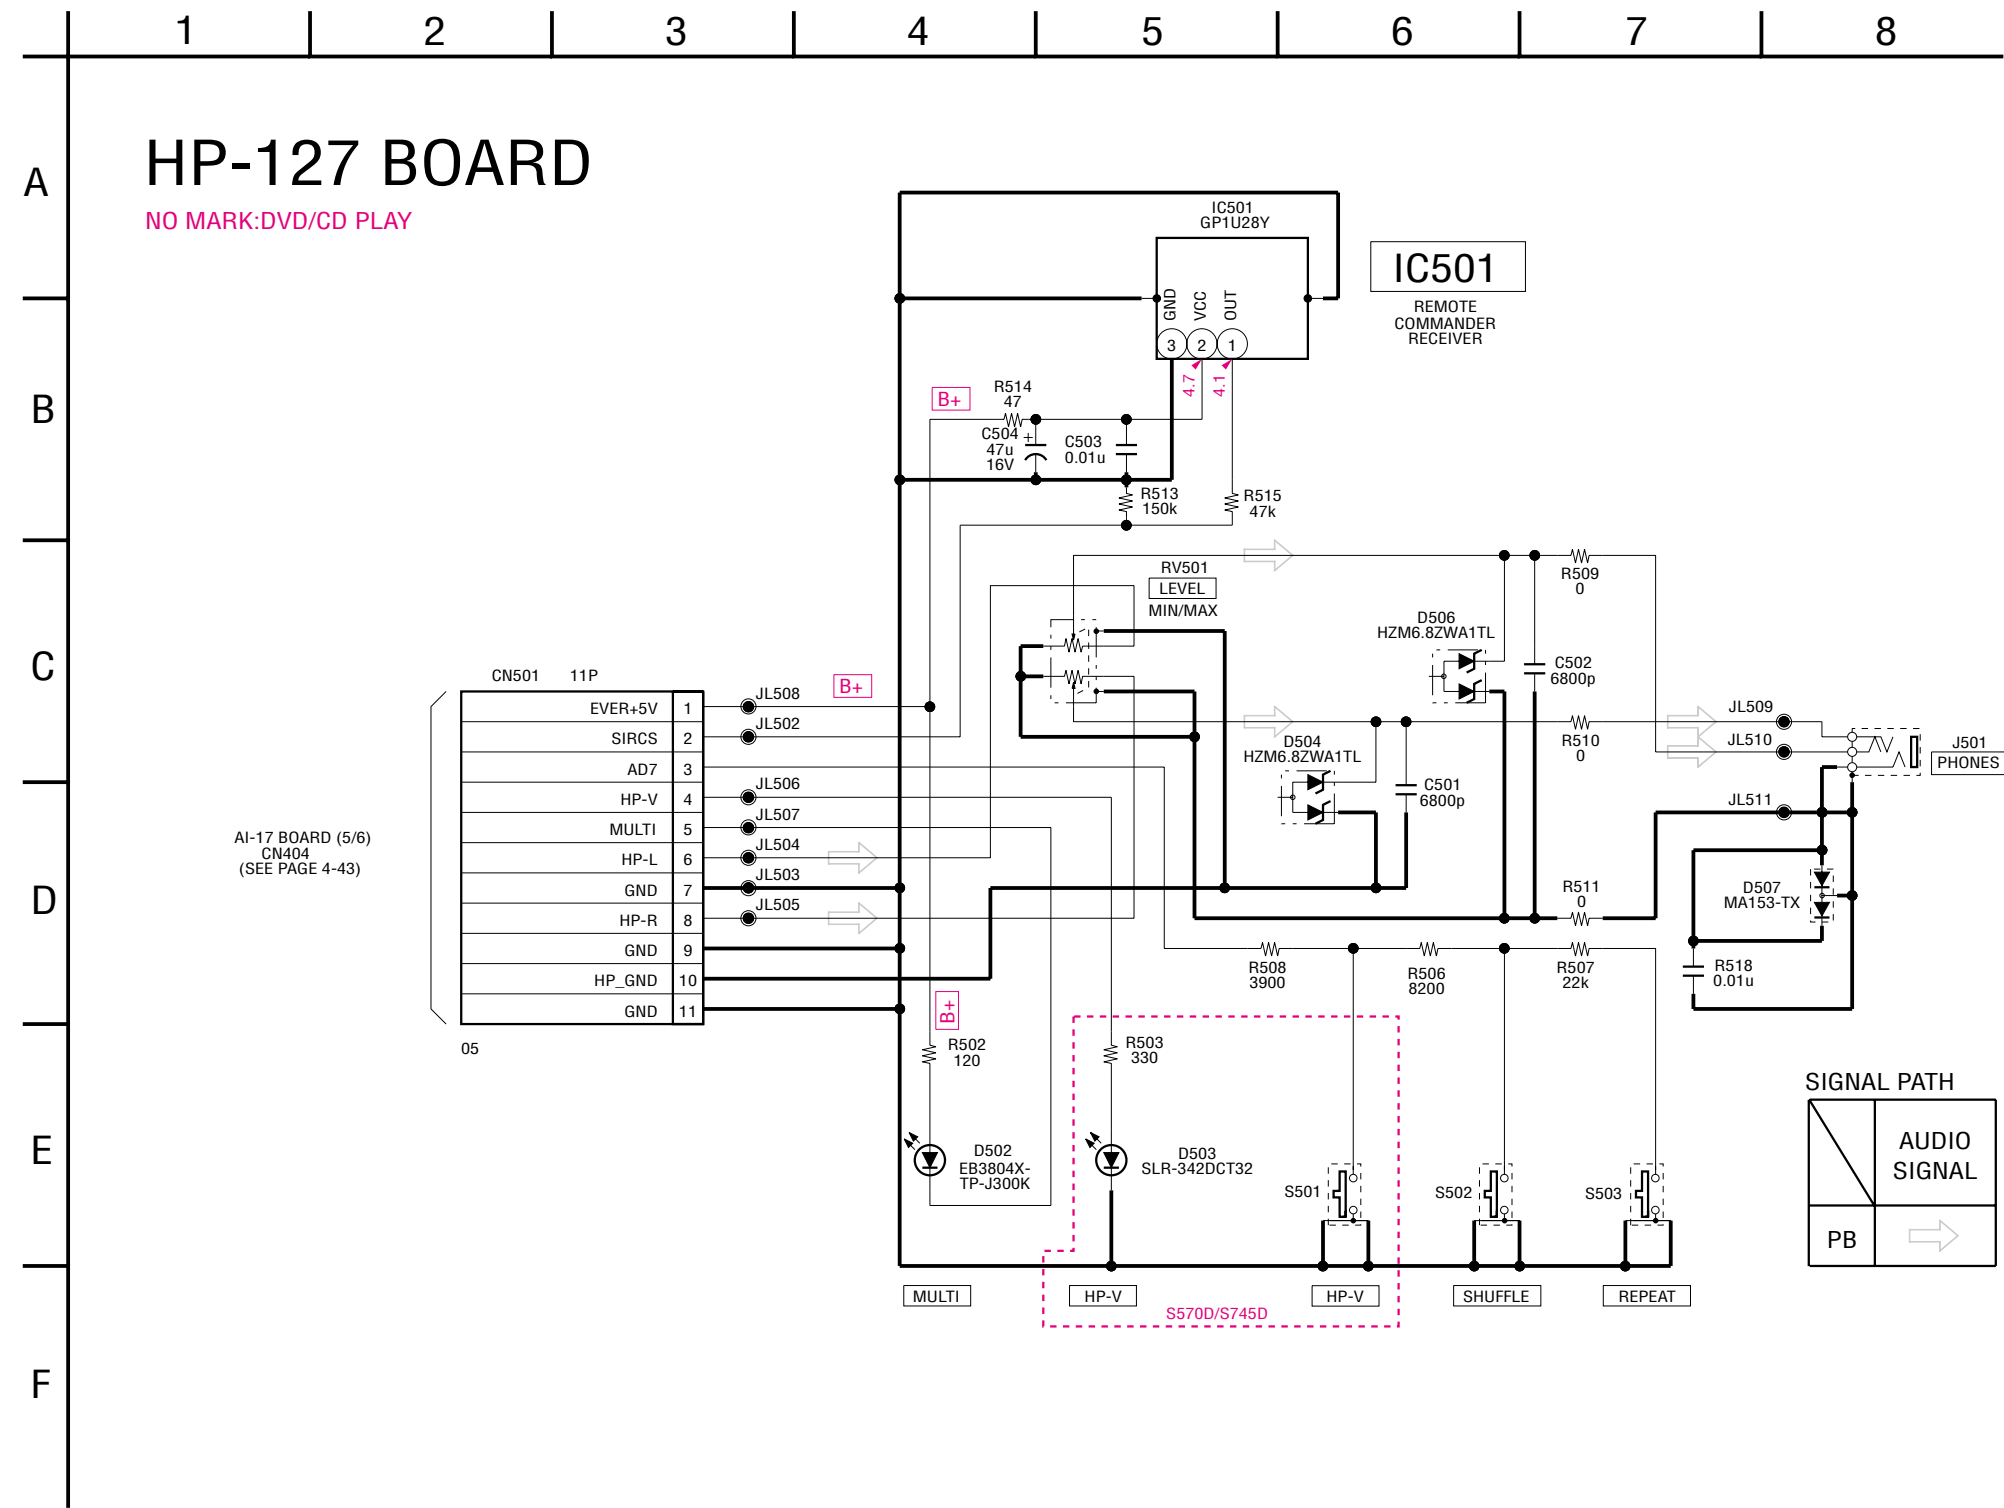 1 2 3 4 5 6 7 8
A
B
C
D
E
F
HP-127 BOARD
NO MARK:DVD/CD PLAY
IC501
GP1U28Y
GND
VCC
OUT
3 2 1
4.7
4.1
IC501
REMOTE
COMMANDER
RECEIVER
B+
R514
47
C504
+
47u
16V
C503
0.01u
R513
150k
R515
47k
RV501
LEVEL
MIN/MAX
R509
0
D506
HZM6.8ZWA1TL
C502
6800p
D504
HZM6.8ZWA1TL
C501
6800p
R510
0
JL509
JL510
J501
PHONES
JL511
CN501 11P
B+
EVER+5V 1 JL508
SIRCS 2 JL502
AD7 3
HP-V 4 JL506
MULTI 5 JL507
HP-L 6 JL504
GND 7 JL503
HP-R 8 JL505
GND 9
HP_GND 10
GND 11
05
AI-17 BOARD (5/6)
CN404
(SEE PAGE 4-43)
R511
0
D507
MA153-TX
R508
3900
R506
8200
R507
22k
R518
0.01u
B+
R502
120
R503
330
D502
EB3804X-
TP-J300K
D503
SLR-342DCT32
S501
S502
S503
MULTI
HP-V
HP-V
SHUFFLE
REPEAT
S570D/S745D
SIGNAL PATH
AUDIO
SIGNAL
PB